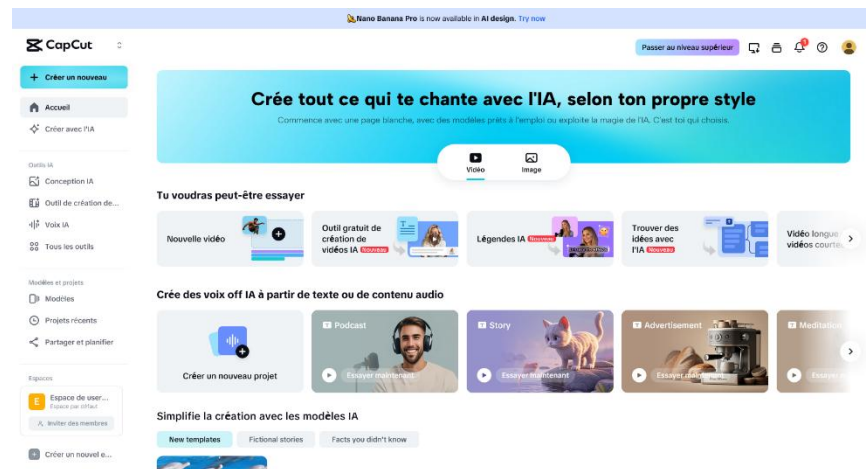 Nano Banana Pro is now available in AI design. Try now
CapCut
Passer au niveau supérieur
1
Créer un nouveau
Accueil
Créer avec l'IA
Outils IA
Conception IA
Outil de création de...
Voix IA
Tous les outils
Modèles et projets
Modèles
Projets récents
Partager et planifier
Espaces
E
Espace de user...
Espace par défaut
Inviter des membres
Créer un nouvel e...
Crée tout ce qui te chante avec l'IA, selon ton propre style
Commence avec une page blanche, avec des modèles prêts à l'emploi ou exploite la magie de l'IA. C'est toi qui choisis.
Vidéo
Image
Tu voudras peut-être essayer
Nouvelle vidéo
Outil gratuit de
création de
vidéos IA Nouveau
Légendes IA Nouveau
Trouver des
idées avec
l'IA Nouveau
Vidéo longue
vidéos courte
Crée des voix off IA à partir de texte ou de contenu audio
Créer un nouveau projet
Podcast
Essayer maintenant
Story
Essayer maintenant
Advertisement
Essayer maintenant
Meditation
Simplifie la création avec les modèles IA
New templates
Fictional stories
Facts you didn't know